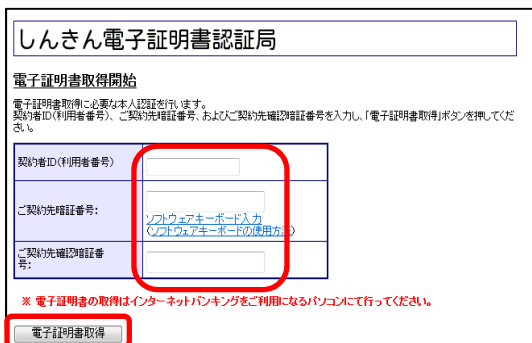 しんきん電子証明書認証局
電子証明書取得開始
電子証明書取得に必要な本人認証を行います。
契約者ID(利用者番号)、ご契約先暗証番号、およびご契約先確認暗証番号を入力し、「電子証明書取得」ボタンを押してくだ
さい。
契約者ID(利用者番号)
ご契約先暗証番号:
ソフトウェアキーボード入力
(ソフトウェアキーボードの使用方法)
ご契約先確認暗証番
号:
※ 電子証明書の取得はインターネットバンキングをご利用になるパソコンにて行ってください。
電子証明書取得